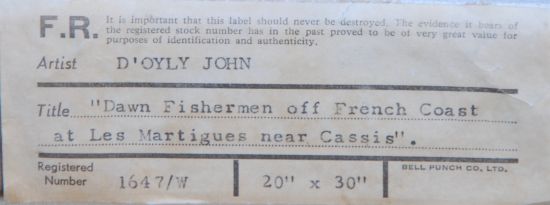 F.R.
It is important that this label should never be destroyed. The evidence it bears of
the registered stock number has in the past proved to be of very great value for
purposes of identification and authenticity.
Artist D'OYLY JOHN
Title "Dawn Fishermen off French Coast
at Les Martigues near Cassis".
Registered
Number 1647/W 20" x 30"
BELL PUNCH CO. LTD.